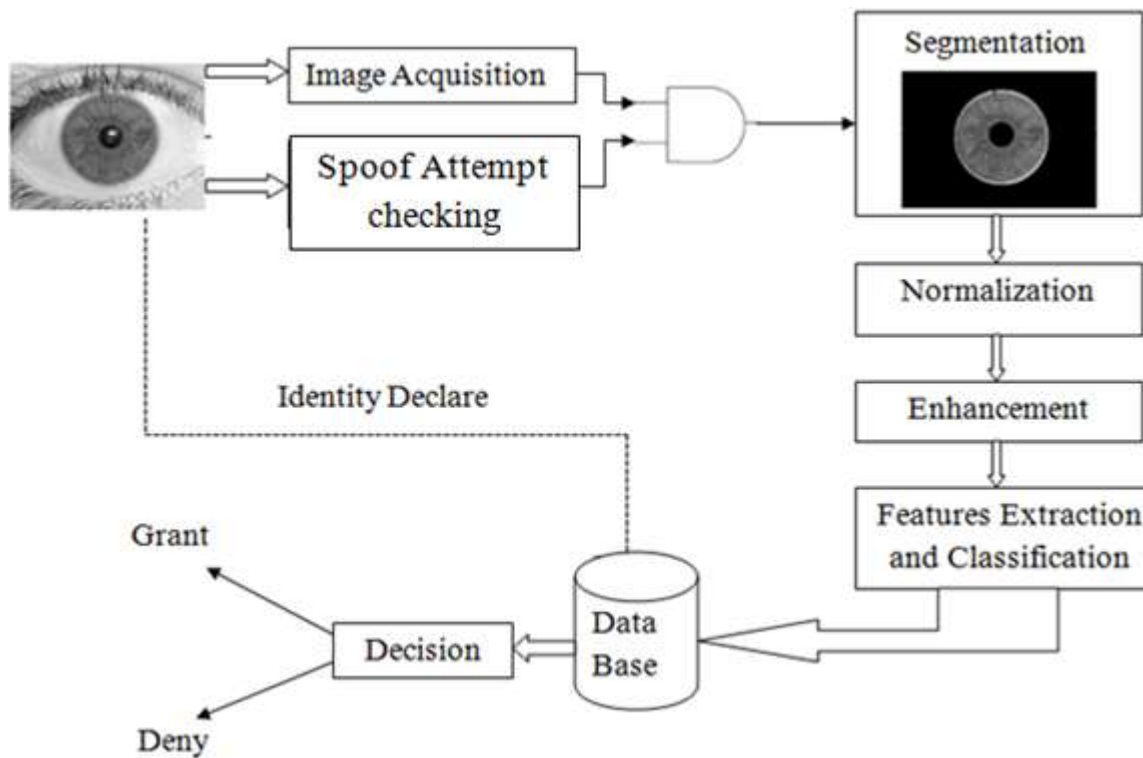 Image Acquisition
Spoof Attempt
checking
Segmentation
Normalization
Enhancement
Features Extraction
and Classification
Identity Declare
Data
Base
Decision
Grant
Deny